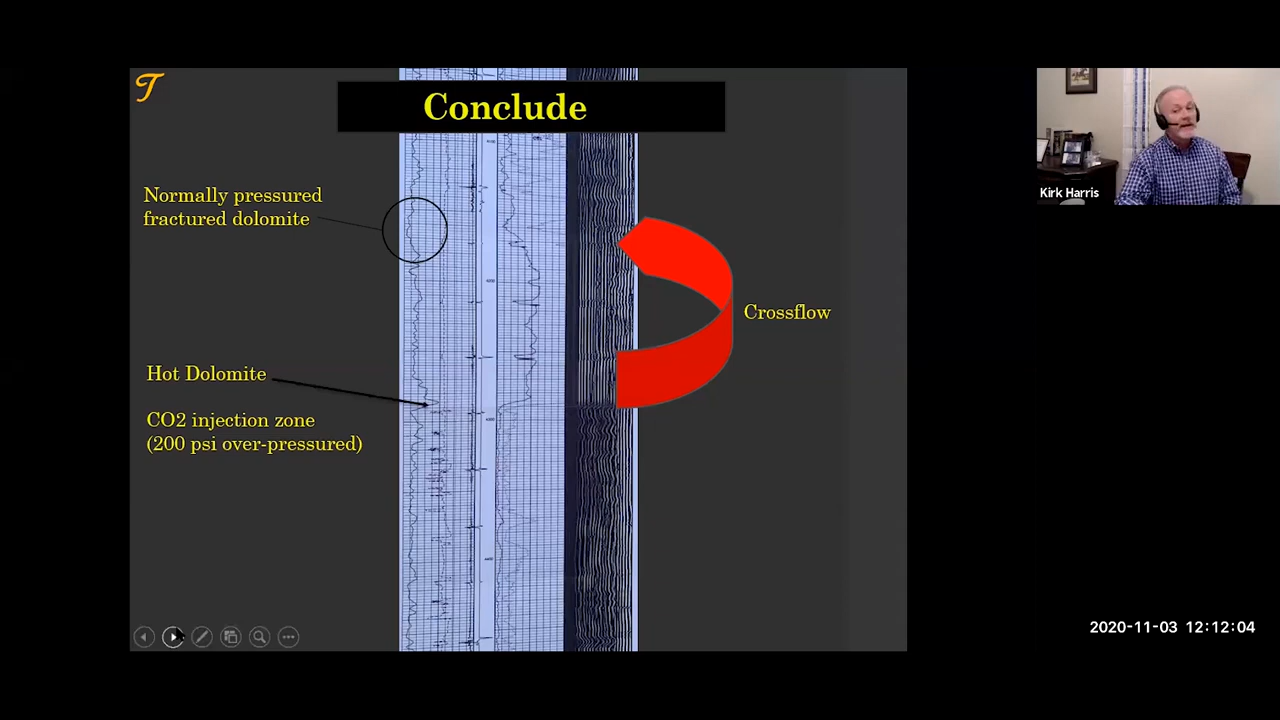 T
Conclude
Normally pressured
fractured dolomite
Crossflow
Hot Dolomite
CO2 injection zone
(200 psi over-pressured)
Kirk Harris
2020-11-03 12:12:04